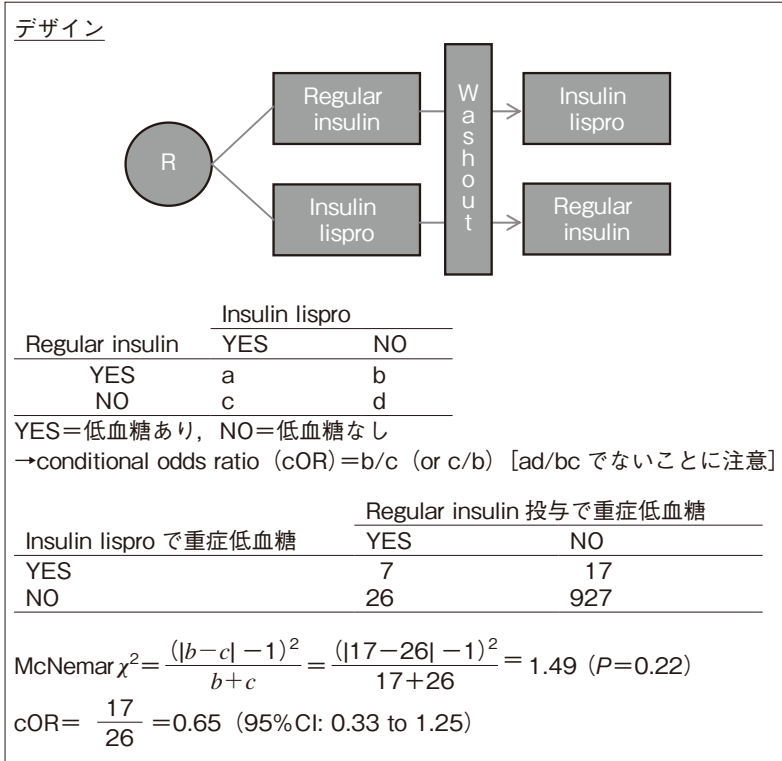 デザイン
Regular
insulin
Washout
Insulin
lispro
R
Insulin
lispro
Regular
insulin
Insulin lispro
Regular insulin YES NO
YES a b
NO c d
YES＝低血糖あり，NO＝低血糖なし
→conditional odds ratio（cOR）＝b/c（or c/b）［ad/bc でないことに注意］
Regular insulin 投与で重症低血糖
Insulin lispro で重症低血糖 YES NO
YES 7 17
NO 26 927
McNemar χ²＝(|b−c|−1)²/b+c＝(|17−26|−1)²/17+26＝1.49（P＝0.22）
cOR＝17/26＝0.65（95％CI: 0.33 to 1.25）